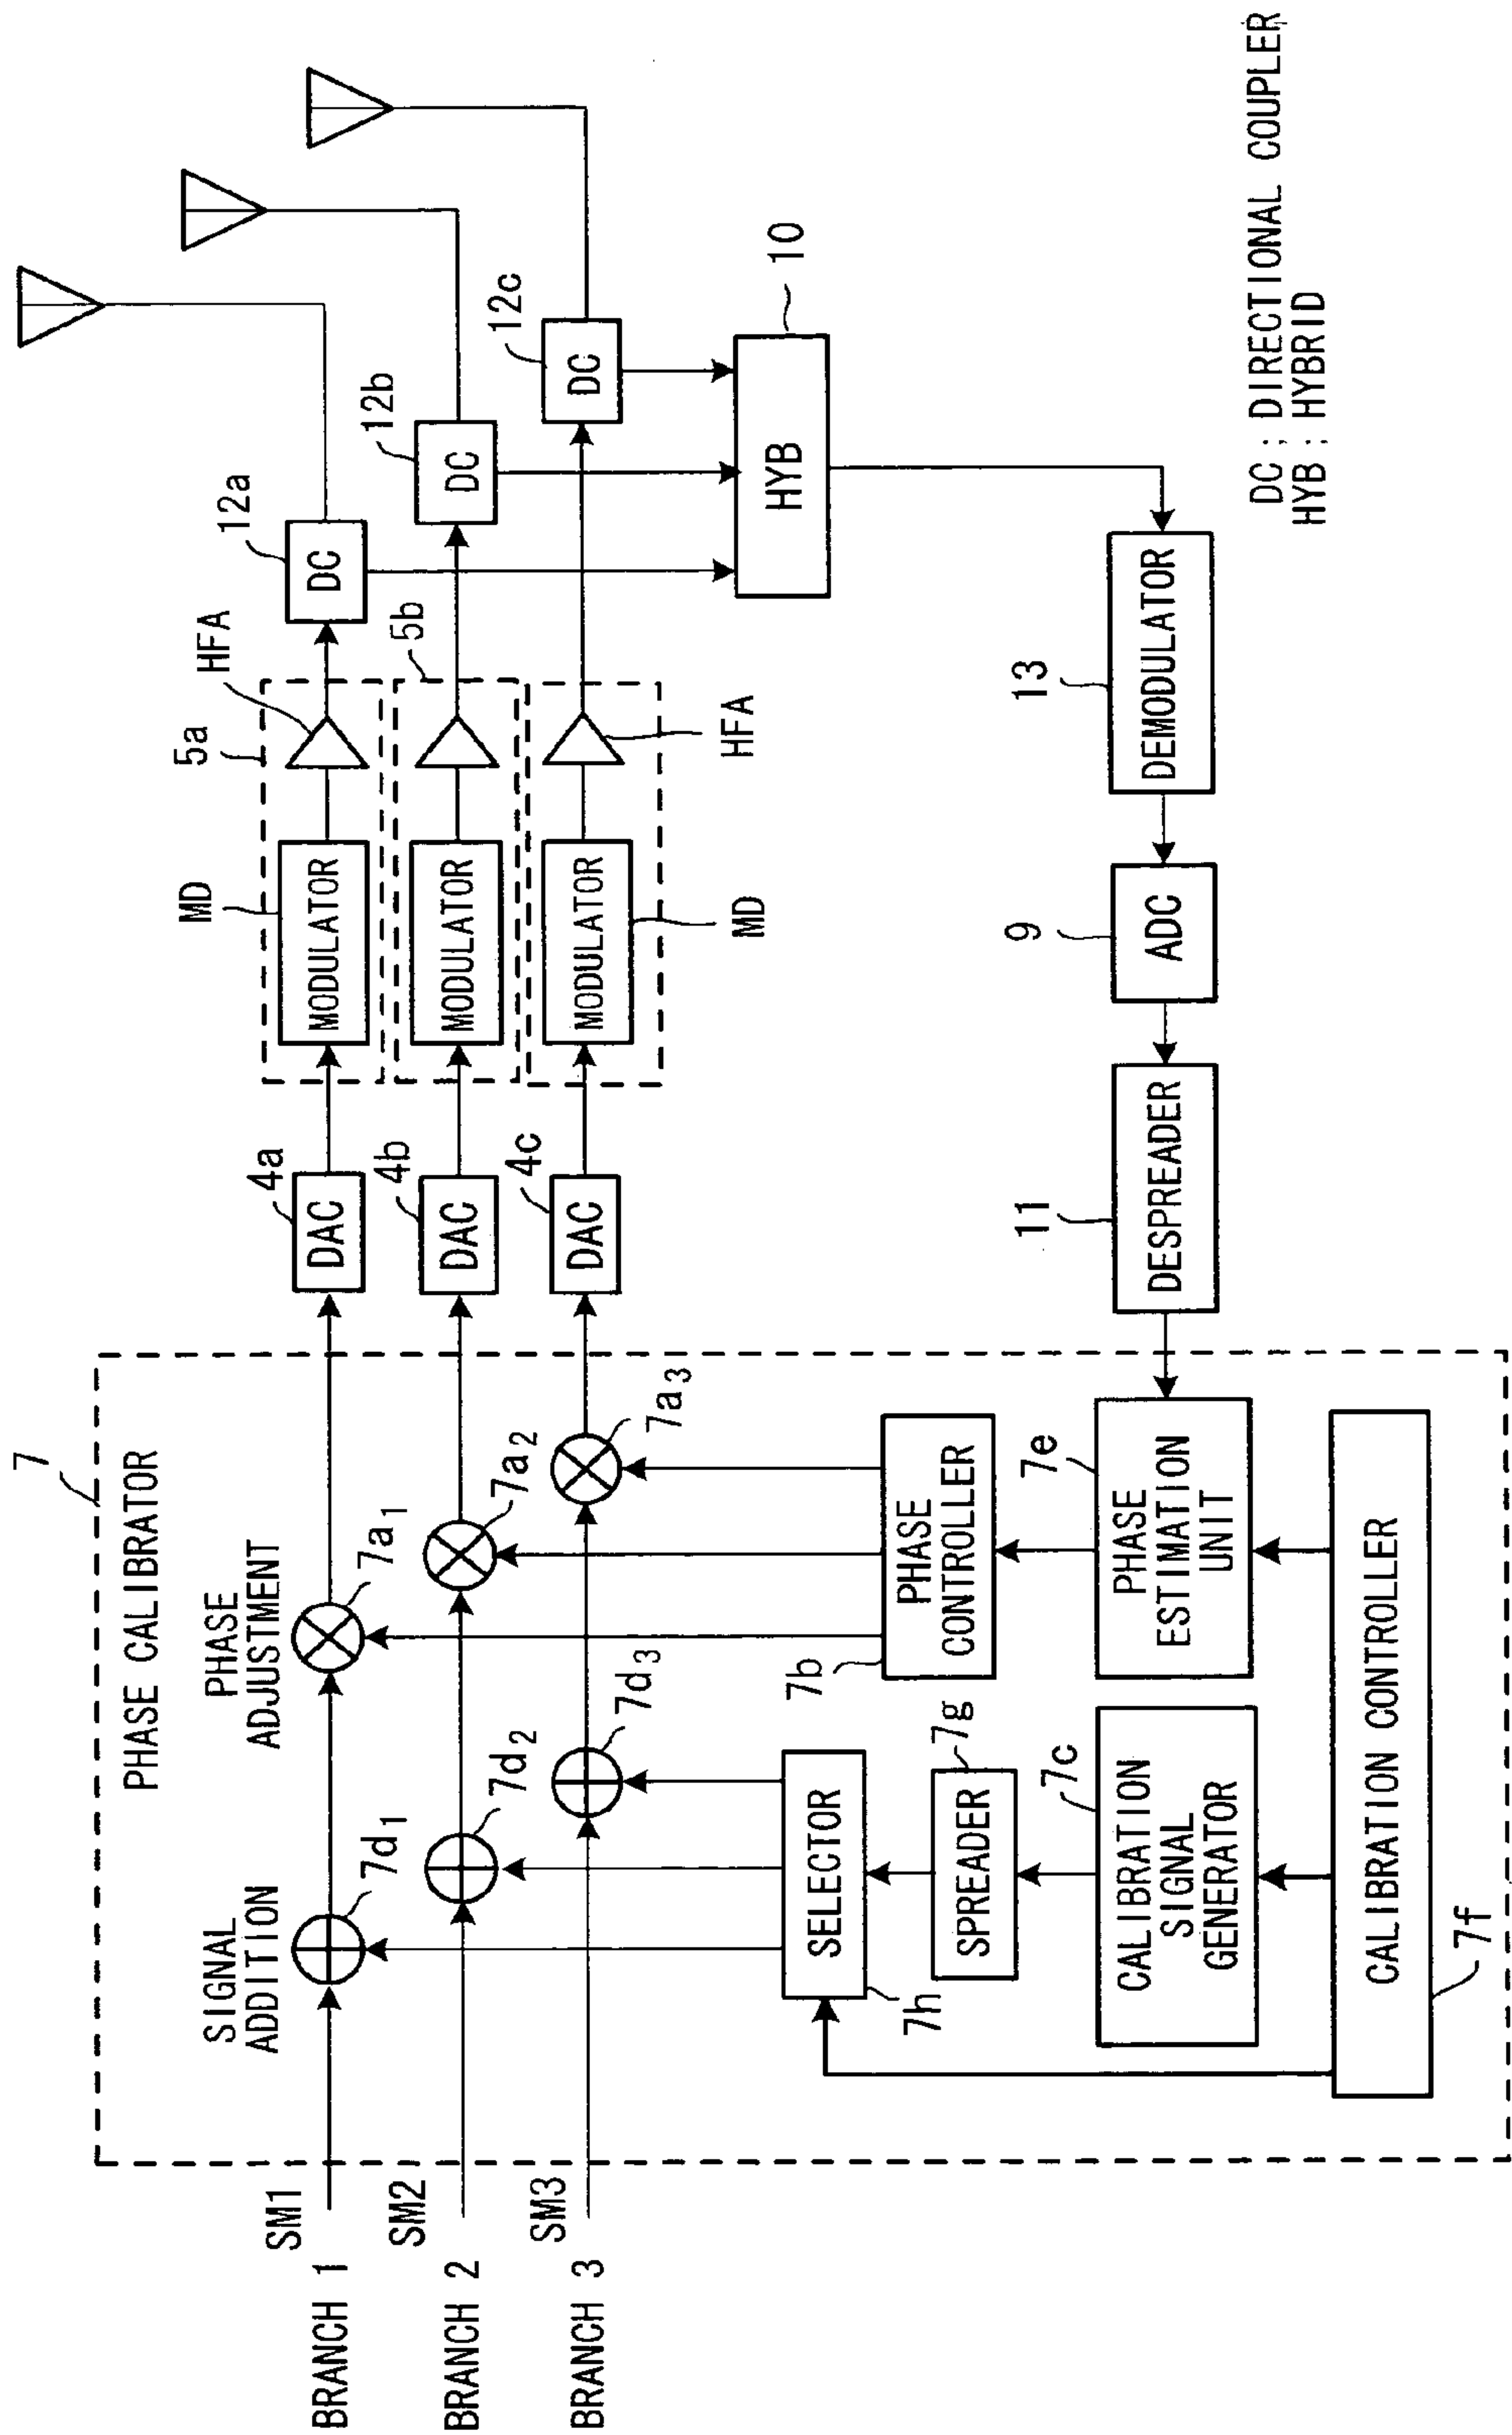 7
PHASE CALIBRATOR
SIGNAL
ADDITION
PHASE
ADJUSTMENT
SM1
BRANCH 1
SM2
BRANCH 2
SM3
BRANCH 3
7d1
7d2
7d3
7a1
7a2
7a3
4a
DAC
4b
DAC
4c
DAC
5a
HFA
MD
MODULATOR
5b
MODULATOR
MODULATOR
MD
HFA
12a
DC
12b
DC
12c
DC
10
HYB
SELECTOR
7h
7g
SPREADER
7c
CALIBRATION
SIGNAL
GENERATOR
PHASE
CONTROLLER
7b
7e
PHASE
ESTIMATION
UNIT
CALIBRATION CONTROLLER
7f
11
DESPREADER
9
ADC
13
DEMODULATOR
DC ; DIRECTIONAL COUPLER
HYB ; HYBRID